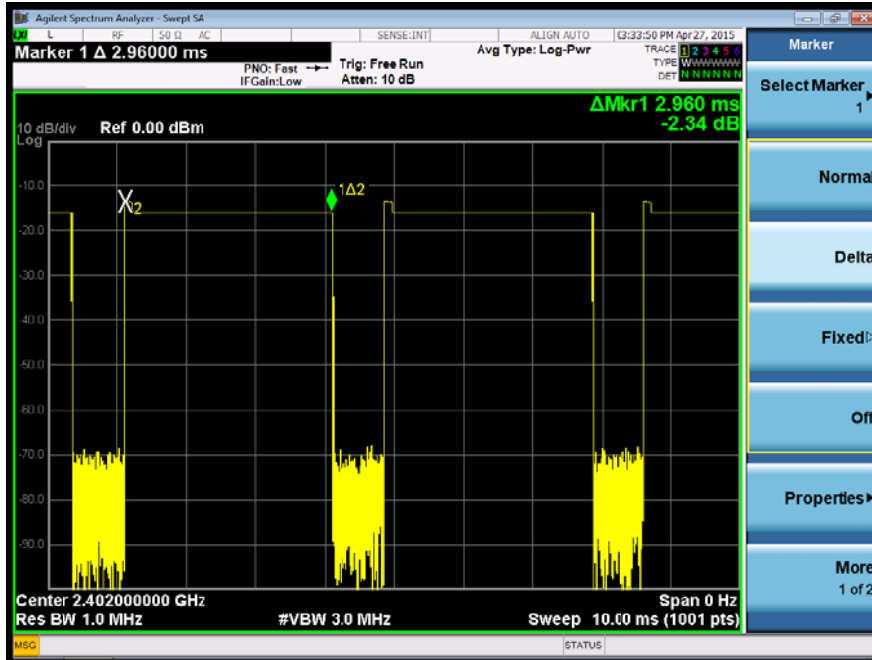 Agilent Spectrum Analyzer - Swept SA
L RF 50 Ω AC SENSE:INT ALIGN AUTO 03:33:50 PM Apr 27, 2015
Marker 1 Δ 2.96000 ms
PNO: Fast
IFGain:Low
Trig: Free Run
Atten: 10 dB
Avg Type: Log-Pwr
TRACE 1 2 3 4 5 6
TYPE WWWWWW
DET N N N N N N
ΔMkr1 2.960 ms
-2.34 dB
10 dB/div Ref 0.00 dBm
Log
-10.0
-20.0
-30.0
-40.0
-50.0
-60.0
-70.0
-80.0
-90.0
X2
1Δ2
Center 2.402000000 GHz
Span 0 Hz
Res BW 1.0 MHz
#VBW 3.0 MHz
Sweep 10.00 ms (1001 pts)
MSG
STATUS
Marker
Select Marker
1
Normal
Delta
Fixed
Off
Properties
More
1 of 2